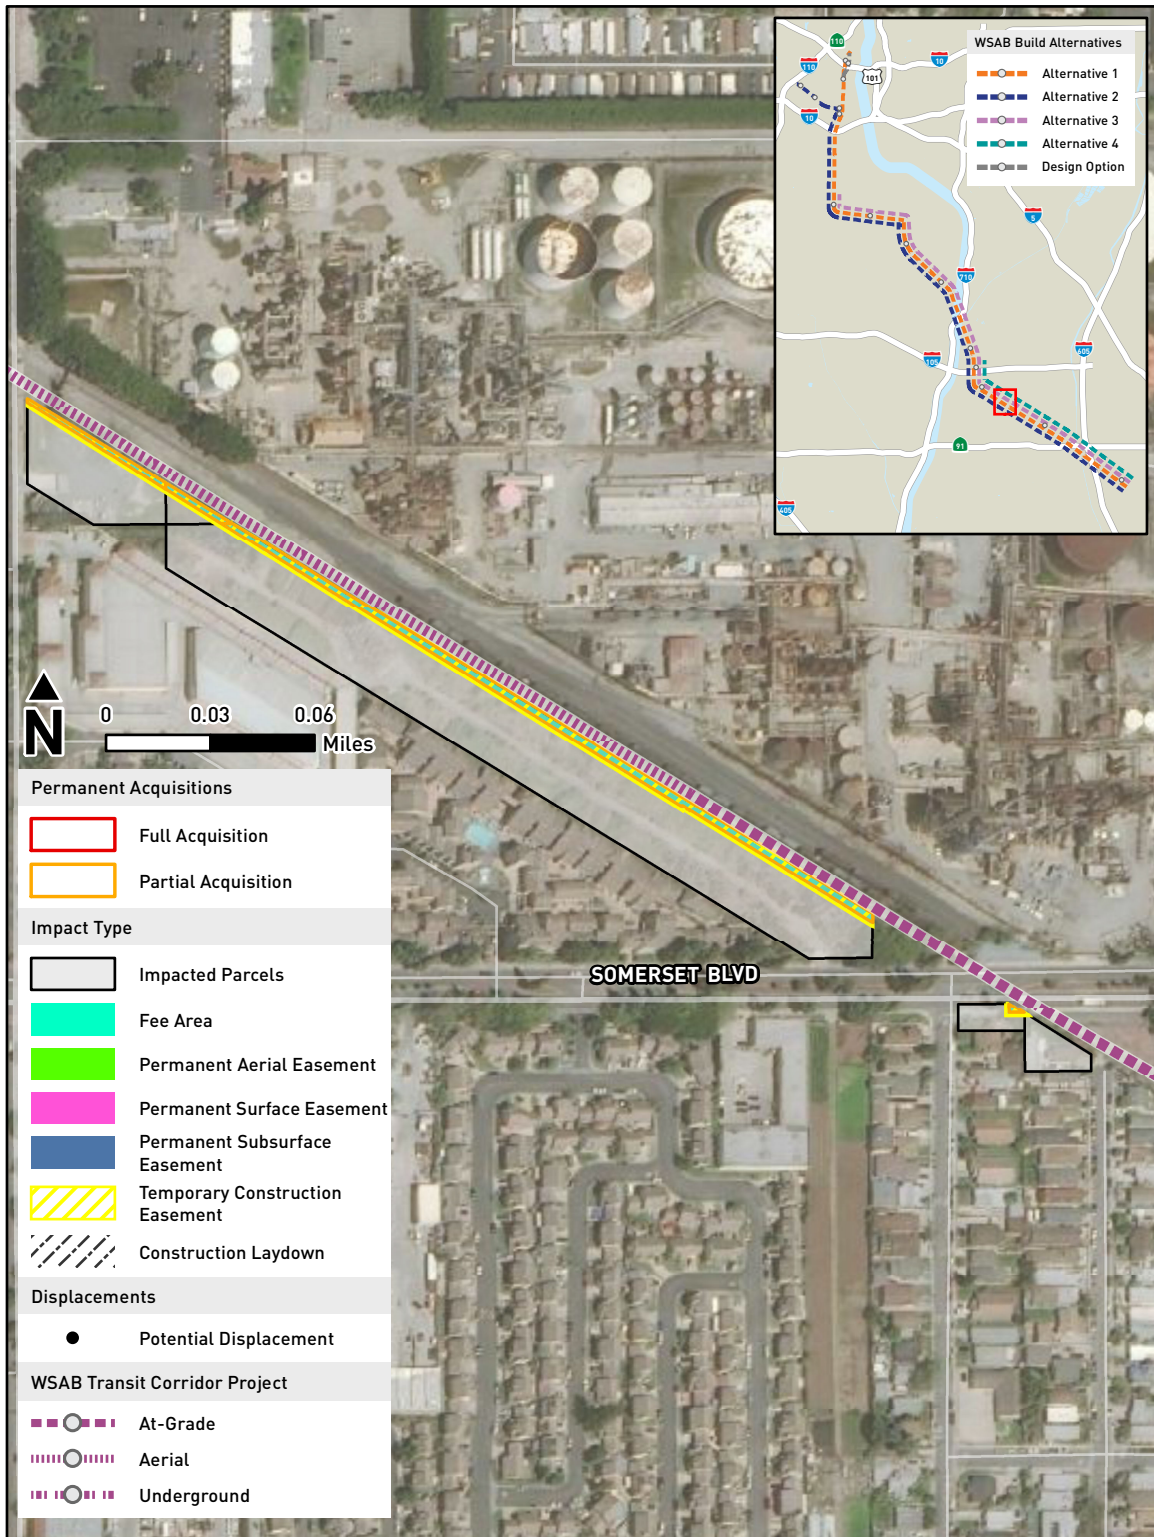 WSAB Build Alternatives
Alternative 1
Alternative 2
Alternative 3
Alternative 4
Design Option
110
110
101
10
10
5
710
105
605
91
405
N
0 0.03 0.06
Miles
Permanent Acquisitions
Full Acquisition
Partial Acquisition
Impact Type
Impacted Parcels
Fee Area
Permanent Aerial Easement
Permanent Surface Easement
Permanent Subsurface
Easement
Temporary Construction
Easement
Construction Laydown
Displacements
Potential Displacement
WSAB Transit Corridor Project
At-Grade
Aerial
Underground
SOMERSET BLVD